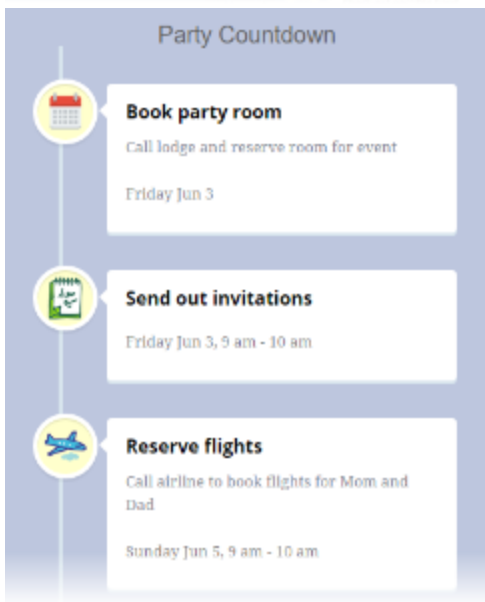 Party Countdown
Book party room
Call lodge and reserve room for event
Friday Jun 3
Send out invitations
Friday Jun 3, 9 am - 10 am
Reserve flights
Call airline to book flights for Mom and
Dad
Sunday Jun 5, 9 am - 10 am